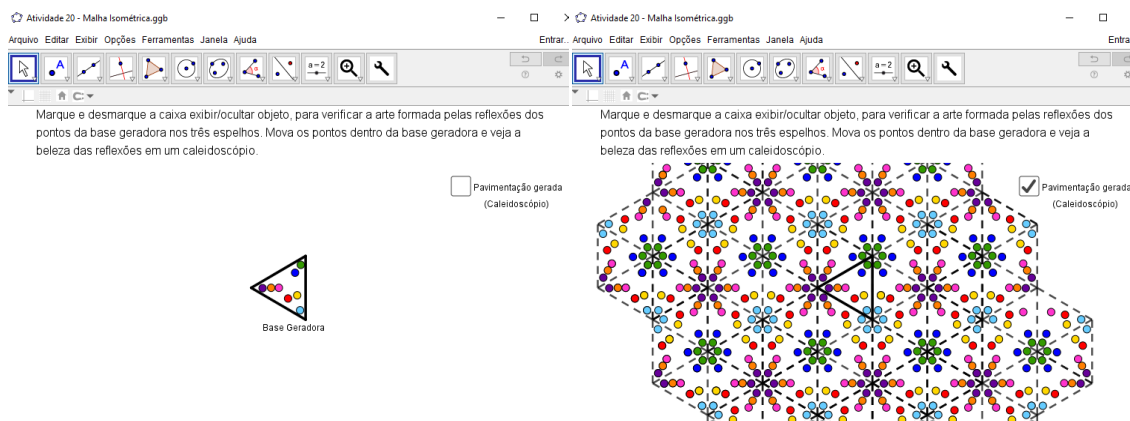 Atividade 20 - Malha Isométrica.ggb
Arquivo Editar Exibir Opções Ferramentas Janela Ajuda Entrar..
A
a=2
Marque e desmarque a caixa exibir/ocultar objeto, para verificar a arte formada pelas reflexões dos
pontos da base geradora nos três espelhos. Mova os pontos dentro da base geradora e veja a
beleza das reflexões em um caleidoscópio.
Pavimentação gerada
(Caleidoscópio)
Base Geradora
Atividade 20 - Malha Isométrica.ggb
Arquivo Editar Exibir Opções Ferramentas Janela Ajuda Entra
A
a=2
Marque e desmarque a caixa exibir/ocultar objeto, para verificar a arte formada pelas reflexões dos
pontos da base geradora nos três espelhos. Mova os pontos dentro da base geradora e veja a
beleza das reflexões em um caleidoscópio.
Pavimentação gerada
(Caleidoscópio)